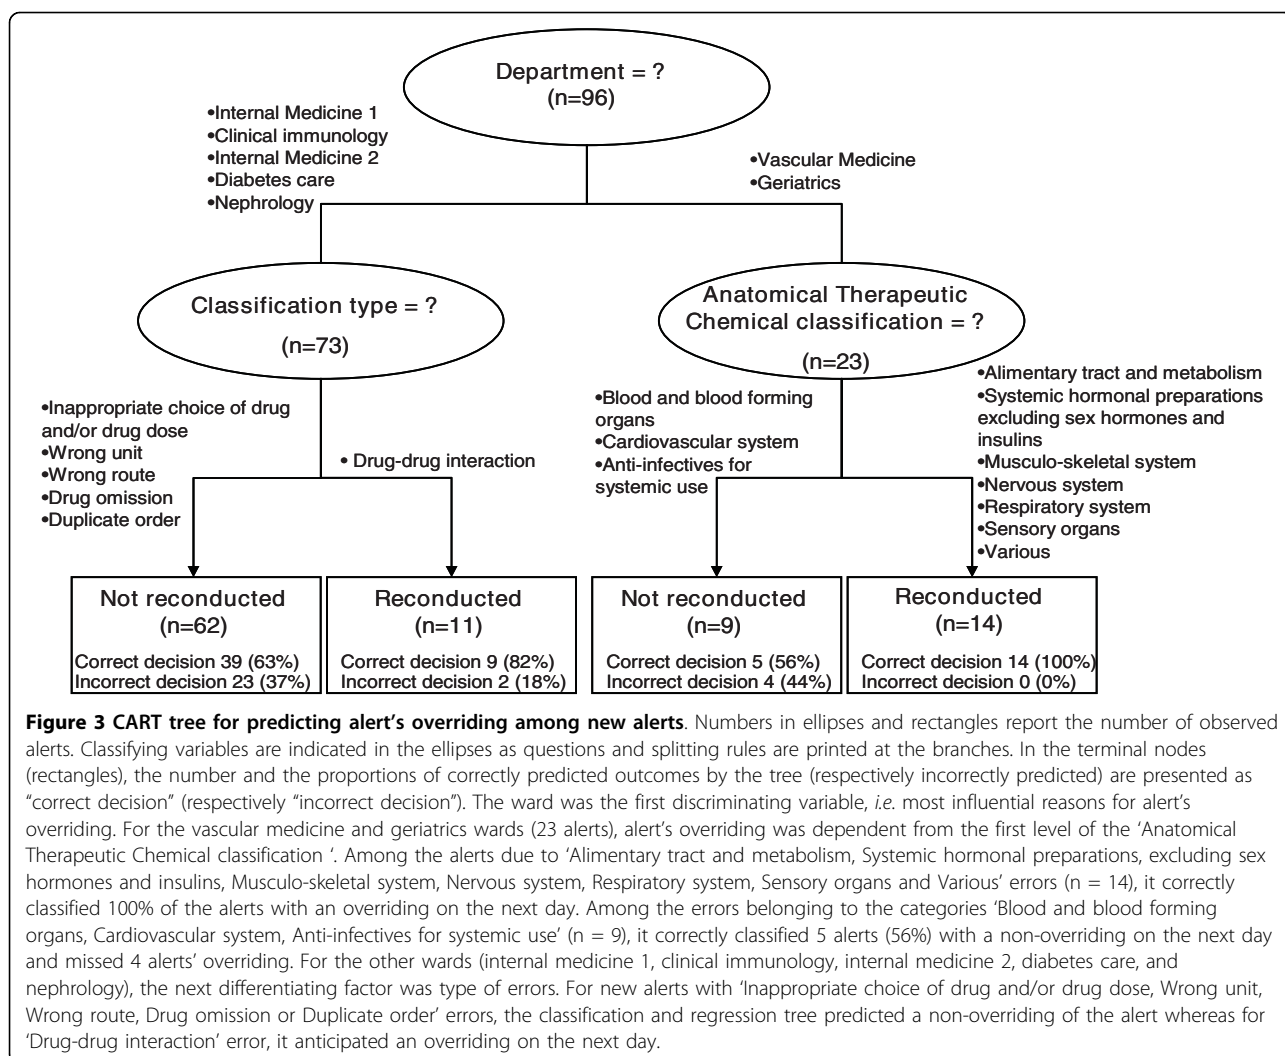 Department = ?
(n=96)
•Internal Medicine 1
•Clinical immunology
•Internal Medicine 2
•Diabetes care
•Nephrology
•Vascular Medicine
•Geriatrics
Classification type = ?
(n=73)
Anatomical Therapeutic
Chemical classification = ?
(n=23)
•Inappropriate choice of drug
and/or drug dose
•Wrong unit
•Wrong route
•Drug omission
•Duplicate order
• Drug-drug interaction
•Blood and blood forming
organs
•Cardiovascular system
•Anti-infectives for
systemic use
•Alimentary tract and metabolism
•Systemic hormonal preparations
excluding sex hormones and
insulins
•Musculo-skeletal system
•Nervous system
•Respiratory system
•Sensory organs
•Various
Not reconducted
(n=62)
Correct decision 39 (63%)
Incorrect decision 23 (37%)
Reconducted
(n=11)
Correct decision 9 (82%)
Incorrect decision 2 (18%)
Not reconducted
(n=9)
Correct decision 5 (56%)
Incorrect decision 4 (44%)
Reconducted
(n=14)
Correct decision 14 (100%)
Incorrect decision 0 (0%)
Figure 3 CART tree for predicting alert’s overriding among new alerts. Numbers in ellipses and rectangles report the number of observed
alerts. Classifying variables are indicated in the ellipses as questions and splitting rules are printed at the branches. In the terminal nodes
(rectangles), the number and the proportions of correctly predicted outcomes by the tree (respectively incorrectly predicted) are presented as
“correct decision” (respectively “incorrect decision”). The ward was the first discriminating variable, i.e. most influential reasons for alert’s
overriding. For the vascular medicine and geriatrics wards (23 alerts), alert’s overriding was dependent from the first level of the ‘Anatomical
Therapeutic Chemical classification ‘. Among the alerts due to ‘Alimentary tract and metabolism, Systemic hormonal preparations, excluding sex
hormones and insulins, Musculo-skeletal system, Nervous system, Respiratory system, Sensory organs and Various’ errors (n = 14), it correctly
classified 100% of the alerts with an overriding on the next day. Among the errors belonging to the categories ‘Blood and blood forming
organs, Cardiovascular system, Anti-infectives for systemic use’ (n = 9), it correctly classified 5 alerts (56%) with a non-overriding on the next day
and missed 4 alerts’ overriding. For the other wards (internal medicine 1, clinical immunology, internal medicine 2, diabetes care, and
nephrology), the next differentiating factor was type of errors. For new alerts with ‘Inappropriate choice of drug and/or drug dose, Wrong unit,
Wrong route, Drug omission or Duplicate order’ errors, the classification and regression tree predicted a non-overriding of the alert whereas for
‘Drug-drug interaction’ error, it anticipated an overriding on the next day.